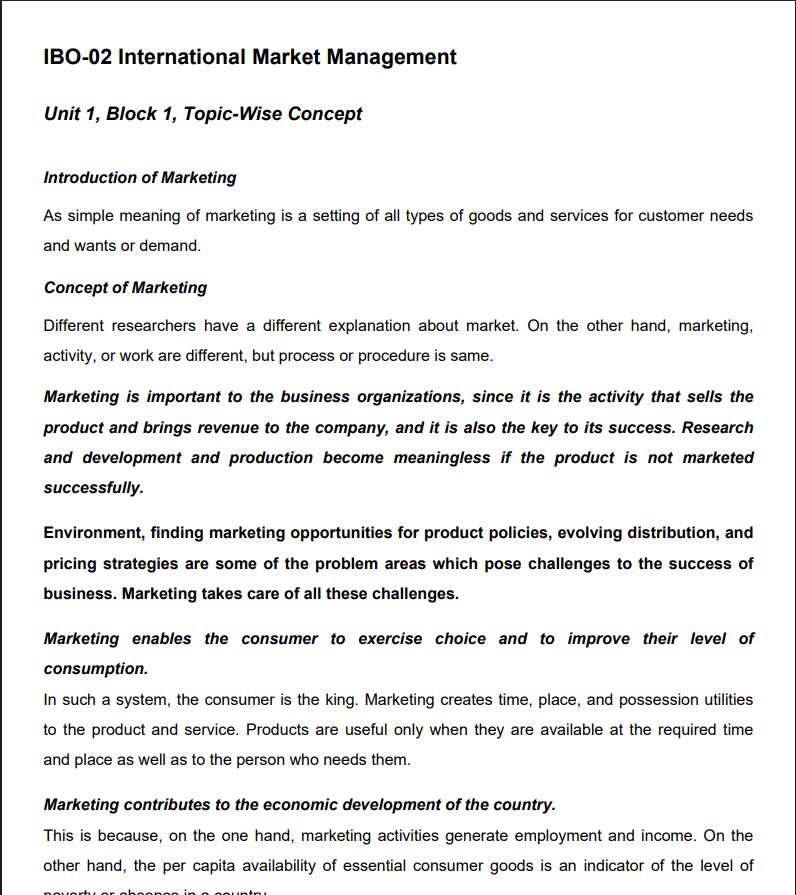 IBO-02 International Market Management
Unit 1, Block 1, Topic-Wise Concept
Introduction of Marketing
As simple meaning of marketing is a setting of all types of goods and services for customer needs
and wants or demand.
Concept of Marketing
Different researchers have a different explanation about market. On the other hand, marketing,
activity, or work are different, but process or procedure is same.
Marketing is important to the business organizations, since it is the activity that sells the
product and brings revenue to the company, and it is also the key to its success. Research
and development and production become meaningless if the product is not marketed
successfully.
Environment, finding marketing opportunities for product policies, evolving distribution, and
pricing strategies are some of the problem areas which pose challenges to the success of
business. Marketing takes care of all these challenges.
Marketing enables the consumer to exercise choice and to improve their level of
consumption.
In such a system, the consumer is the king. Marketing creates time, place, and possession utilities
to the product and service. Products are useful only when they are available at the required time
and place as well as to the person who needs them.
Marketing contributes to the economic development of the country.
This is because, on the one hand, marketing activities generate employment and income. On the
other hand, the per capita availability of essential consumer goods is an indicator of the level of
poverty or absence in a country.